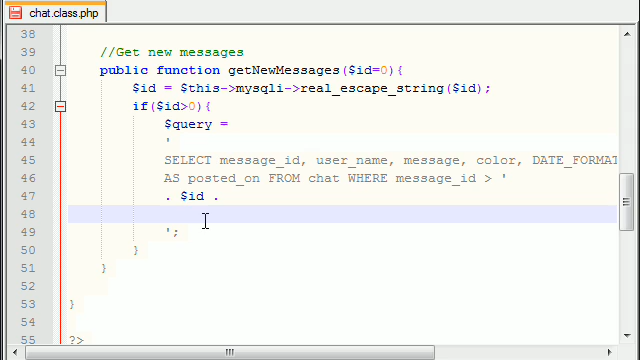 chat.class.php
38
39 //Get new messages
40 public function getNewMessages($id=0){
41 $id = $this->mysqli->real_escape_string($id);
42 if($id>0){
43 $query =
44 '
45 SELECT message_id, user_name, message, color, DATE_FORMAT
46 AS posted_on FROM chat WHERE message_id > '
47 . $id .
48
49 ';
50 }
51 }
52
53 }
54
55 ?>